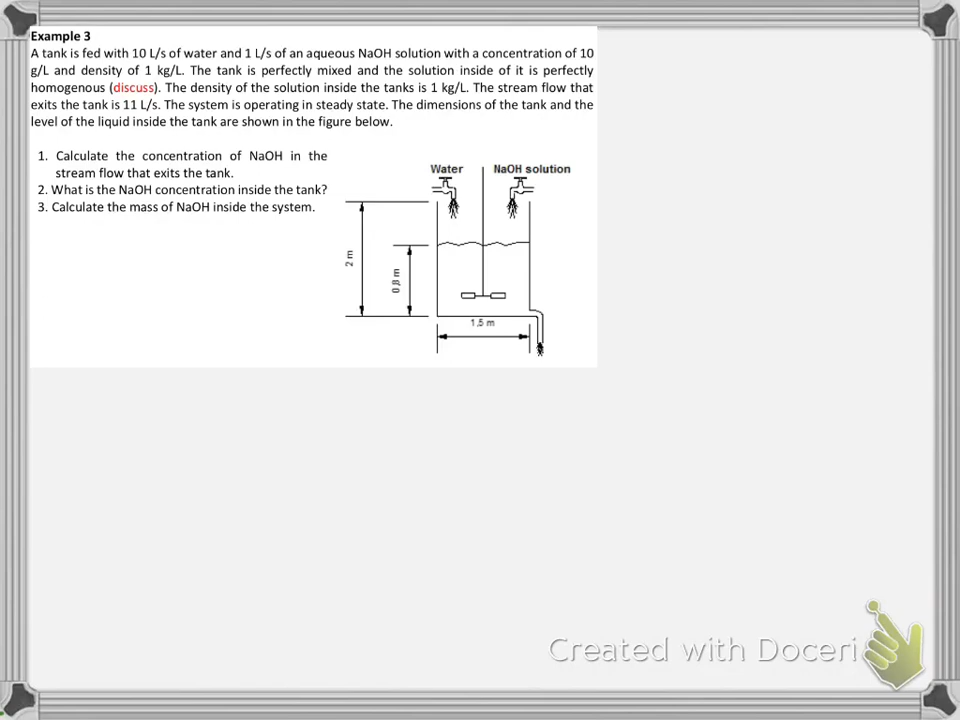 Example 3
A tank is fed with 10 L/s of water and 1 L/s of an aqueous NaOH solution with a concentration of 10
g/L and density of 1 kg/L. The tank is perfectly mixed and the solution inside of it is perfectly
homogenous (discuss). The density of the solution inside the tanks is 1 kg/L. The stream flow that
exits the tank is 11 L/s. The system is operating in steady state. The dimensions of the tank and the
level of the liquid inside the tank are shown in the figure below.
1. Calculate the concentration of NaOH in the
stream flow that exits the tank.
2. What is the NaOH concentration inside the tank?
3. Calculate the mass of NaOH inside the system.
Water
NaOH solution
2 m
0,8 m
1,5 m
Created with Doceri